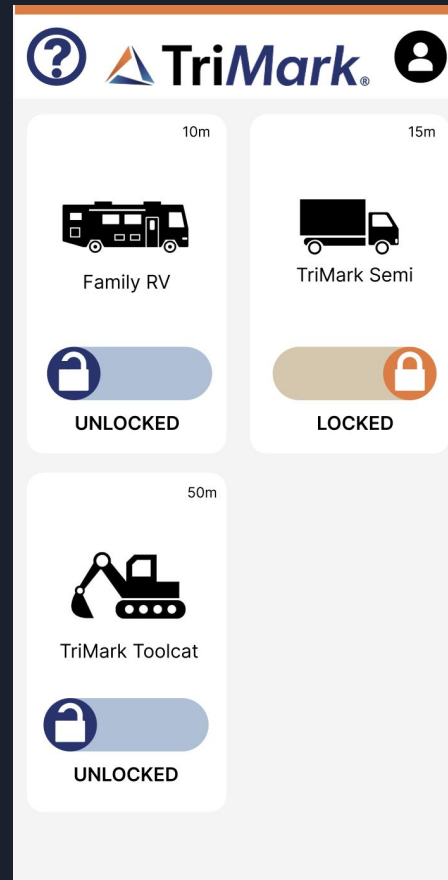 TriMark®
10m
Family RV
UNLOCKED
15m
TriMark Semi
LOCKED
50m
TriMark Toolcat
UNLOCKED